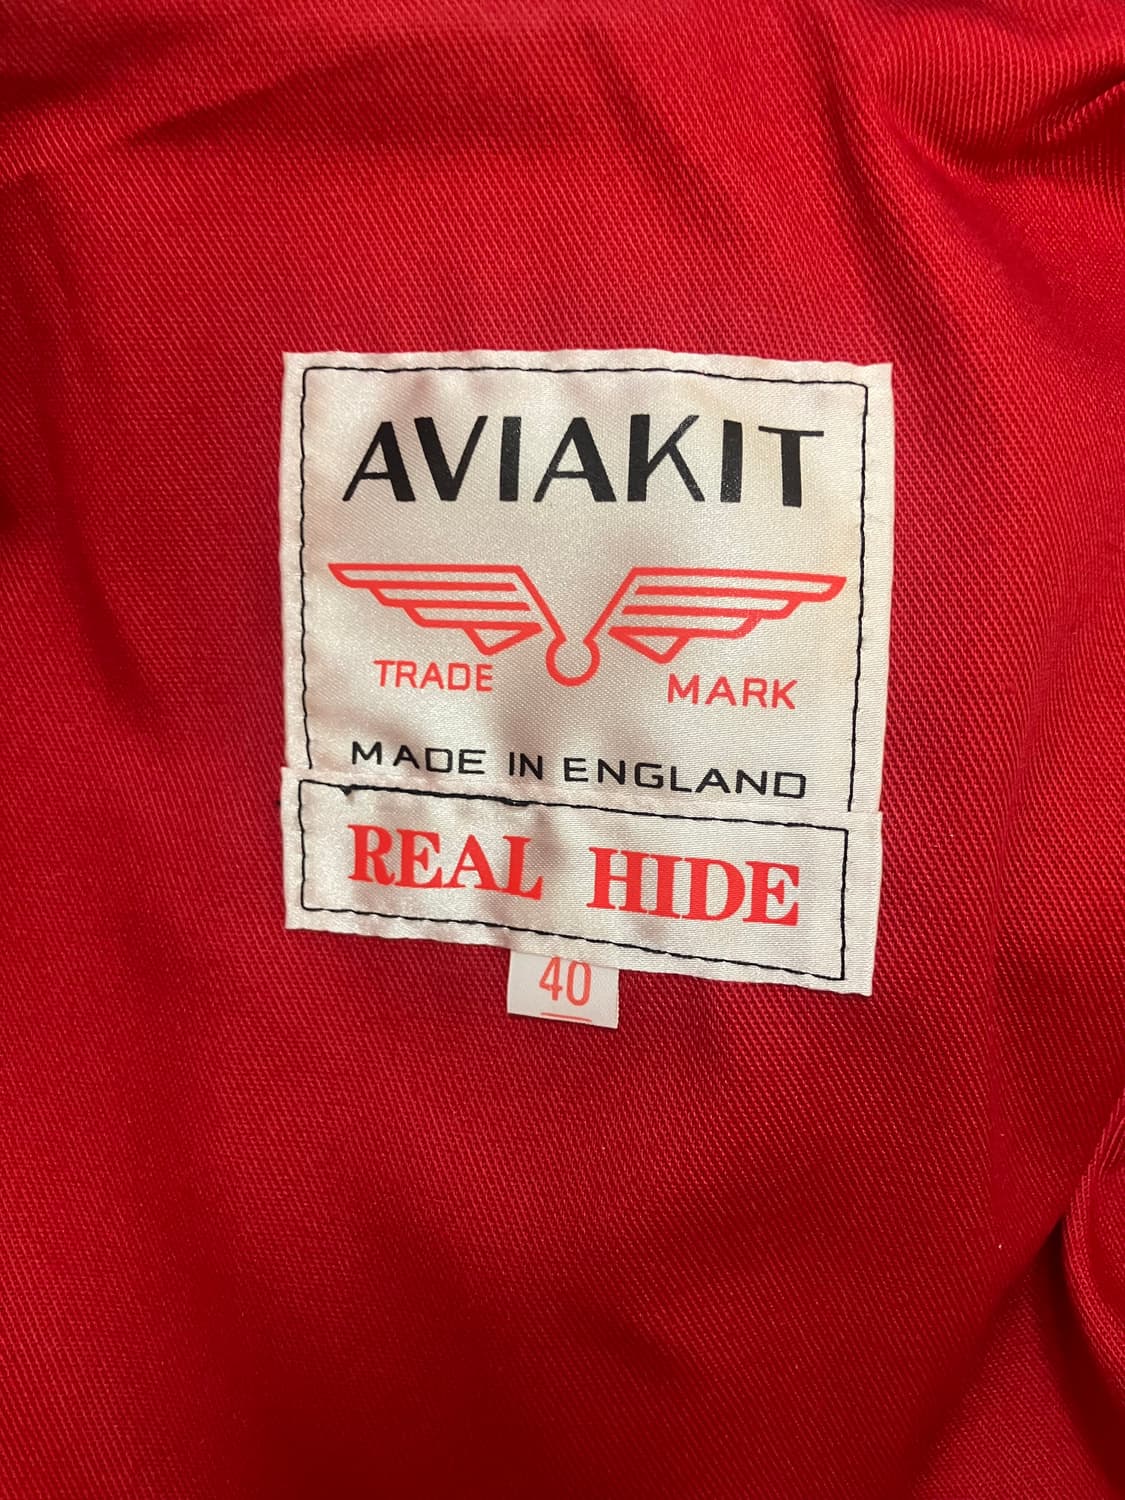 AVIAKIT
TRADE MARK
MADE IN ENGLAND
REAL HIDE
40